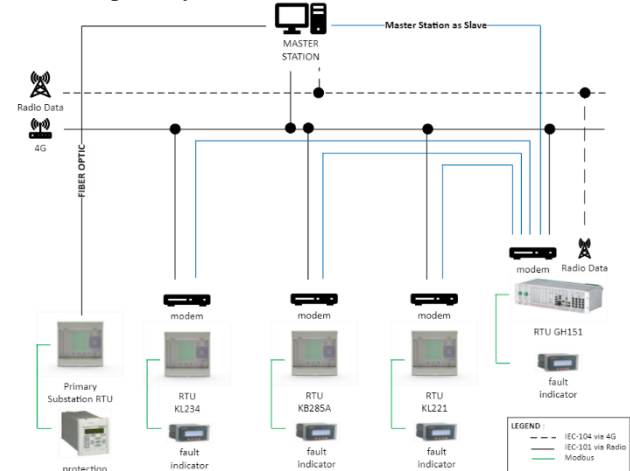 Master Station as Slave
MASTER
STATION
Radio Data
4G
FIBER OPTIC
modem
Radio Data
modem
modem
modem
RTU GH151
Primary
Substation RTU
RTU
KL234
RTU
KB285A
RTU
KL221
fault
indicator
fault
indicator
fault
indicator
fault
indicator
protection
LEGEND :
IEC-104 via 4G
IEC-101 via Radio
Modbus